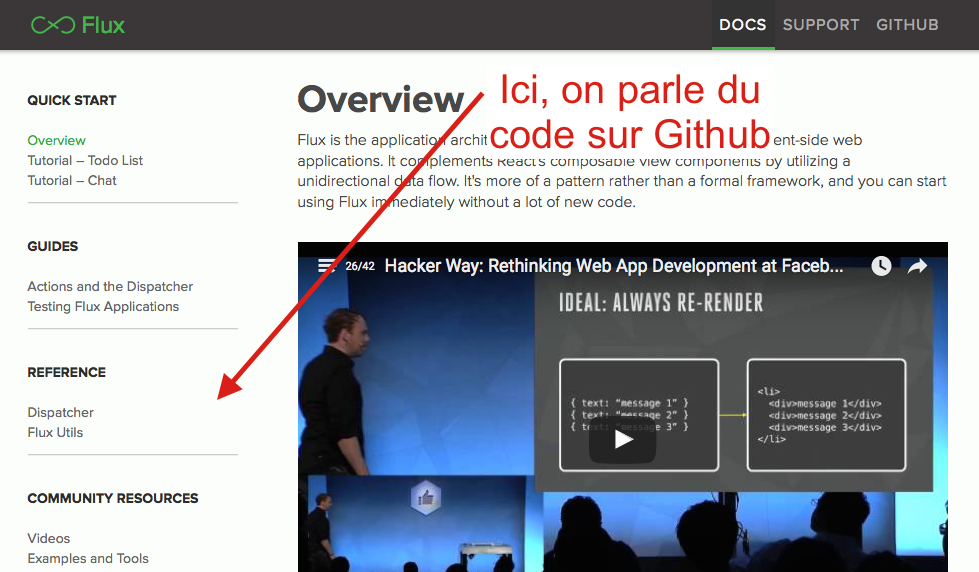 Flux
DOCS SUPPORT GITHUB
QUICK START
Overview
Tutorial – Todo List
Tutorial – Chat
GUIDES
Actions and the Dispatcher
Testing Flux Applications
REFERENCE
Dispatcher
Flux Utils
COMMUNITY RESOURCES
Videos
Examples and Tools
Overview
Ici, on parle du
code sur Github
Flux is the application archit ent-side web
applications. It complements React's composable view components by utilizing a
unidirectional data flow. It's more of a pattern rather than a formal framework, and you can start
using Flux immediately without a lot of new code.
26/42 Hacker Way: Rethinking Web App Development at Faceb...
IDEAL: ALWAYS RE-RENDER
{ text: "message 1" }
{ text: "message 2" }
{ text: "message 3" }
<li>
<div>message 1</div>
<div>message 2</div>
<div>message 3</div>
</li>